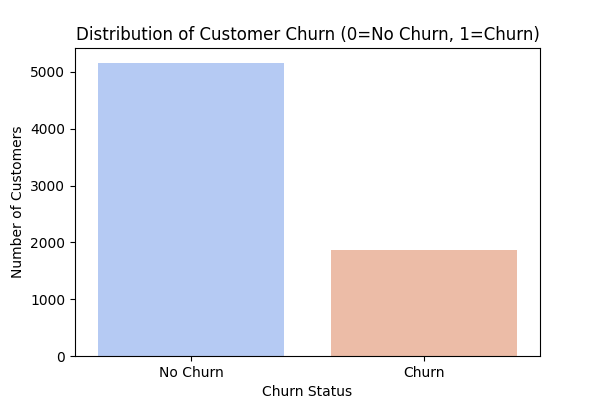 Distribution of Customer Churn (0=No Churn, 1=Churn)
Number of Customers
5000
4000
3000
2000
1000
0
No Churn Churn
Churn Status